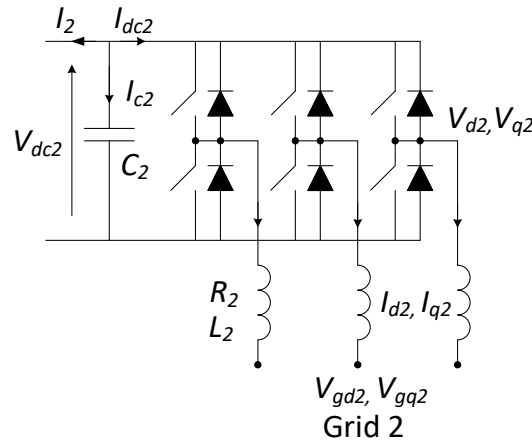 I2 Idc2
Ic2
Vdc2
C2
Vd2,Vq2
R2
L2
Id2, Iq2
Vgd2, Vgq2
Grid 2